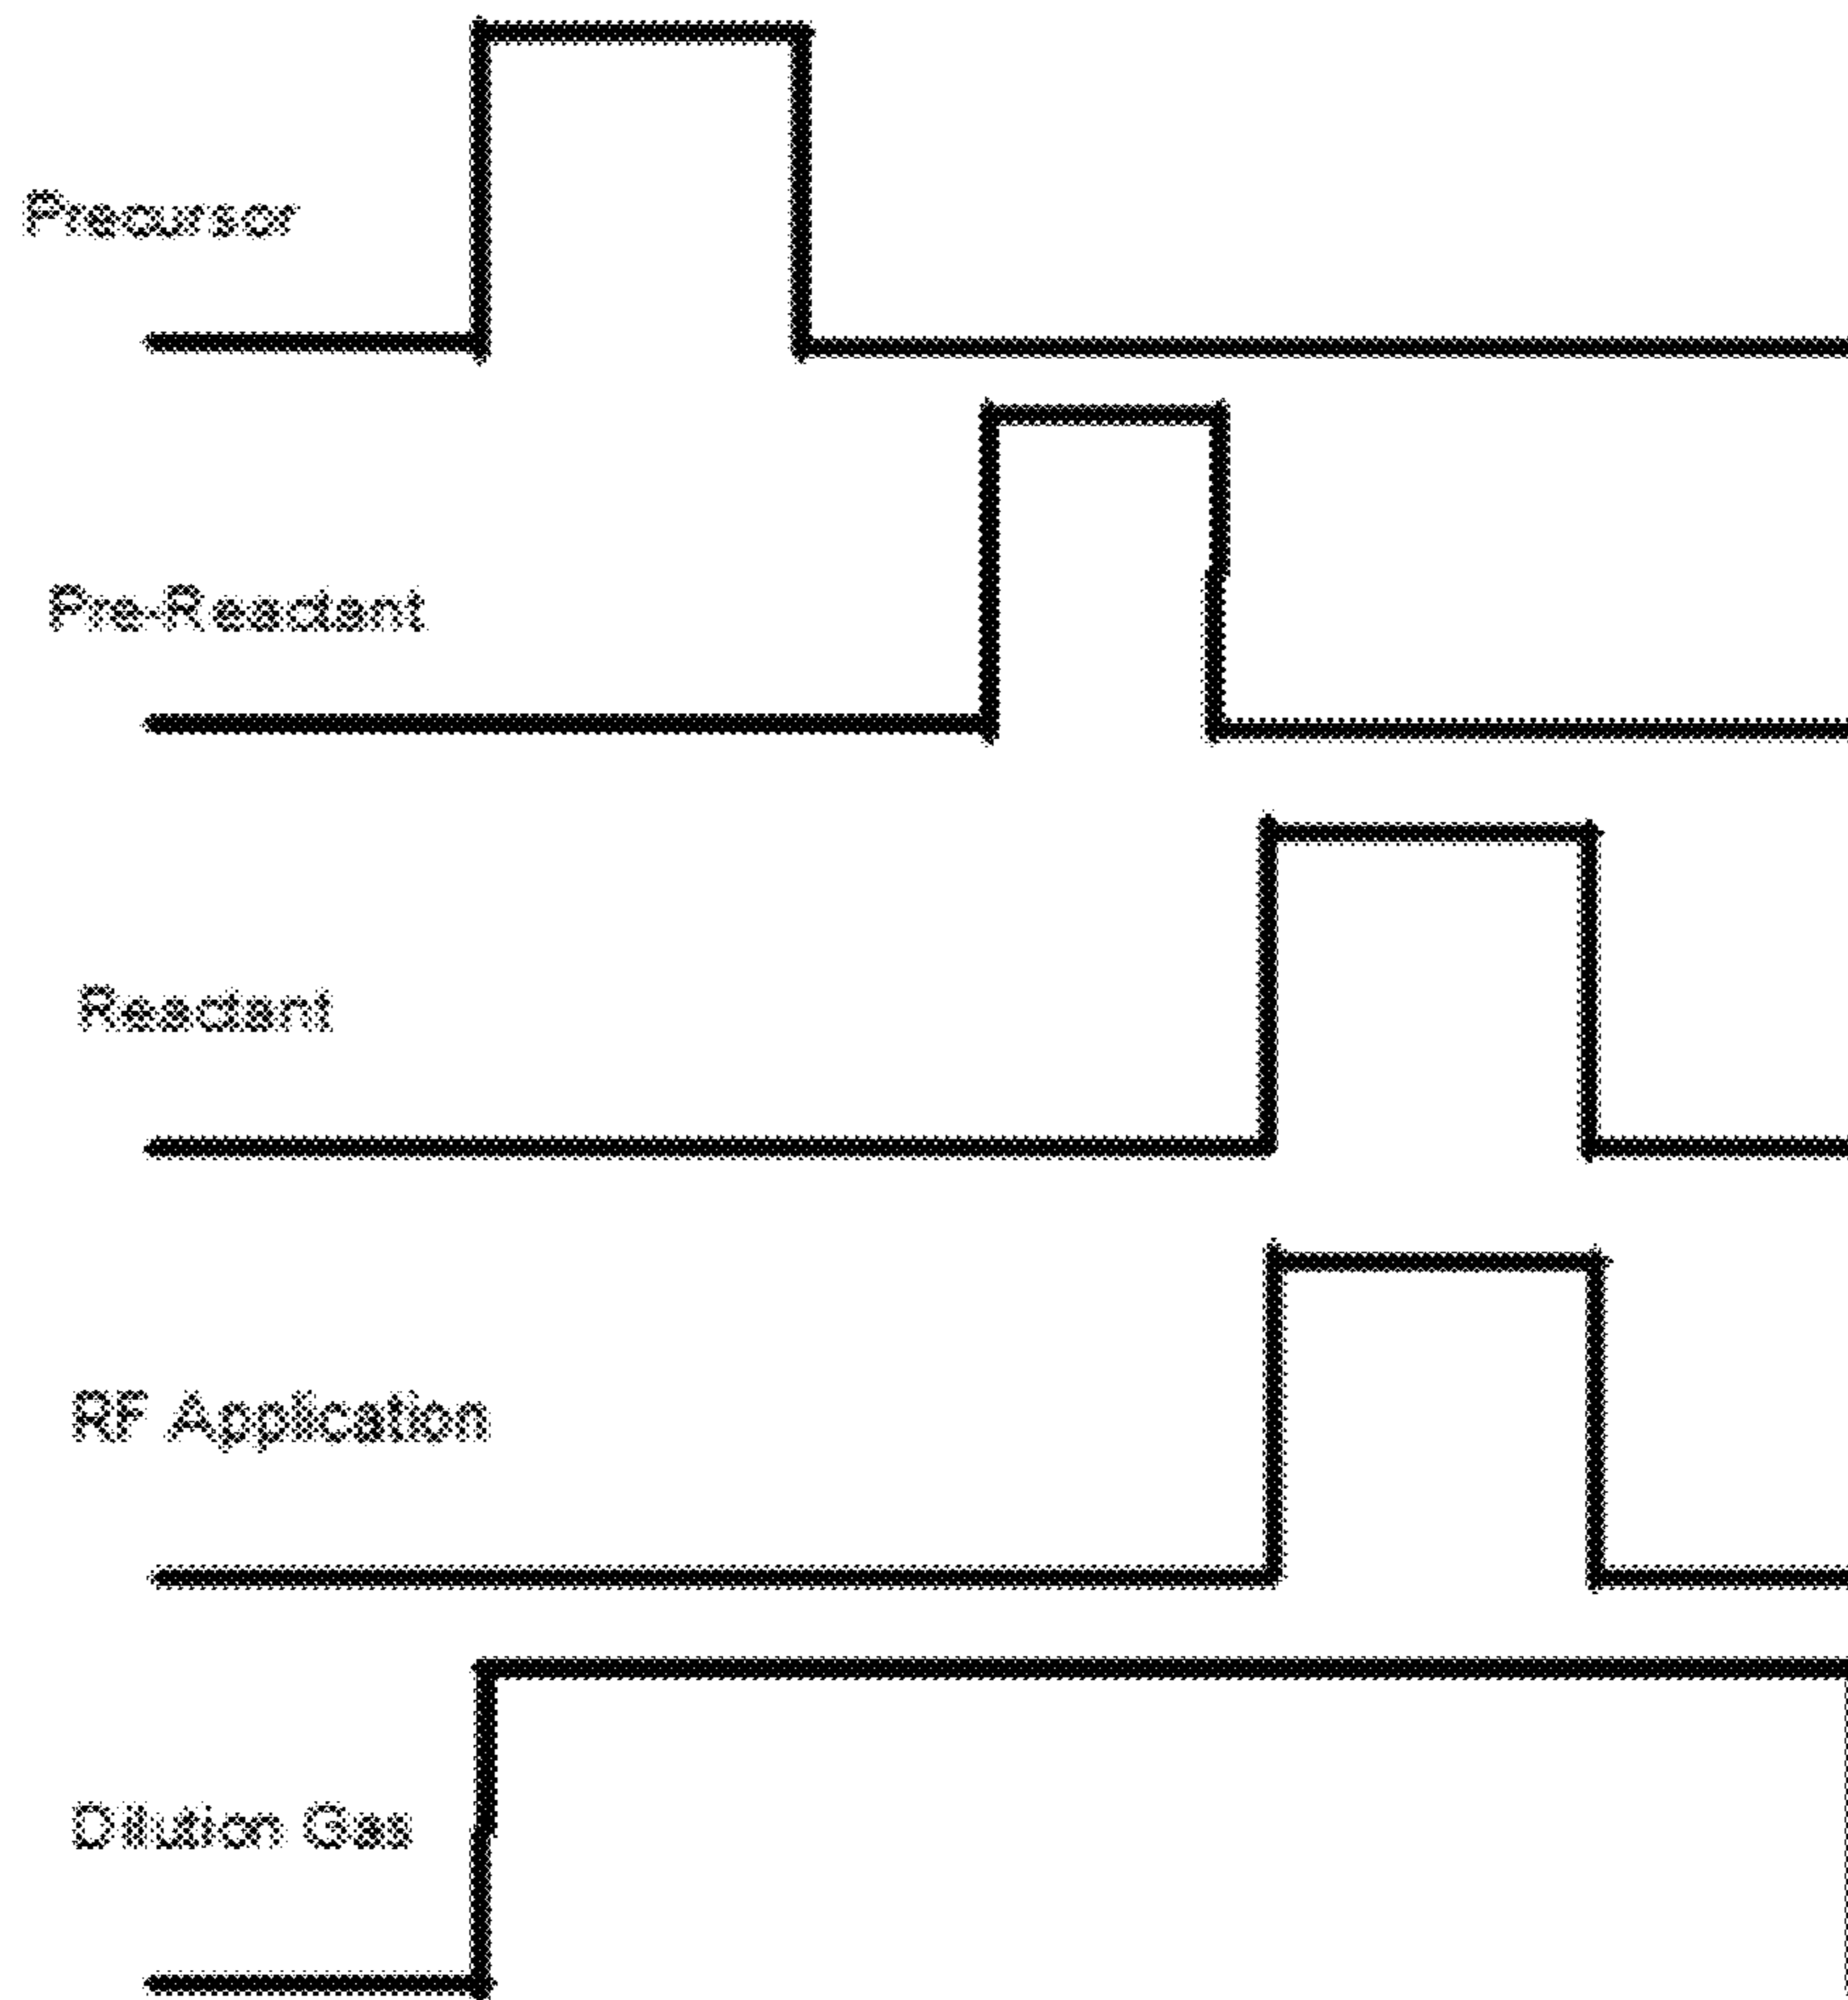 Precursor
Pre-Reactant
Reactant
RF Application
Dilution Gas